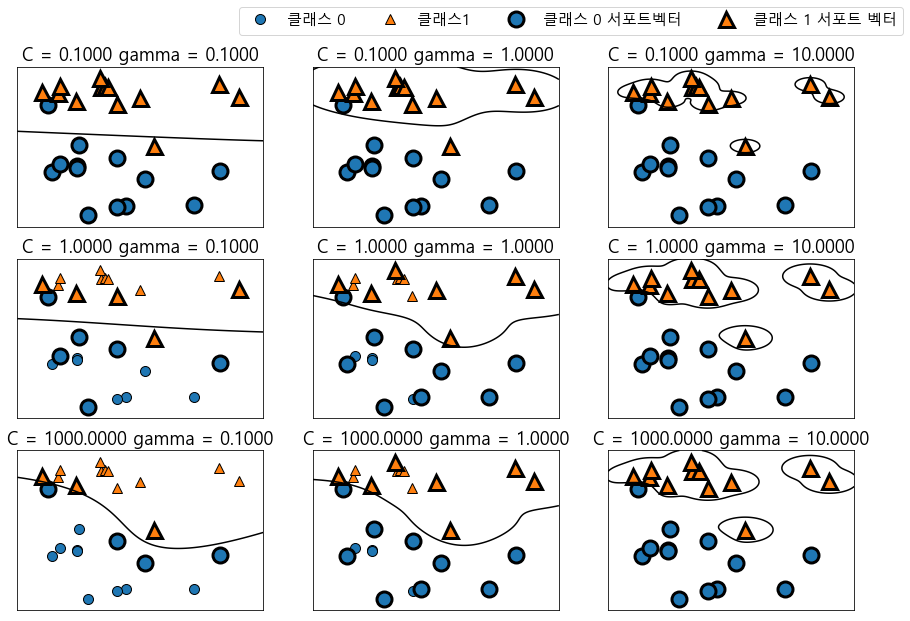 클래스 0 클래스1 클래스 0 서포트벡터 클래스 1 서포트 벡터
C = 0.1000 gamma = 0.1000 C = 0.1000 gamma = 1.0000 C = 0.1000 gamma = 10.0000
C = 1.0000 gamma = 0.1000 C = 1.0000 gamma = 1.0000 C = 1.0000 gamma = 10.0000
C = 1000.0000 gamma = 0.1000 C = 1000.0000 gamma = 1.0000 C = 1000.0000 gamma = 10.0000